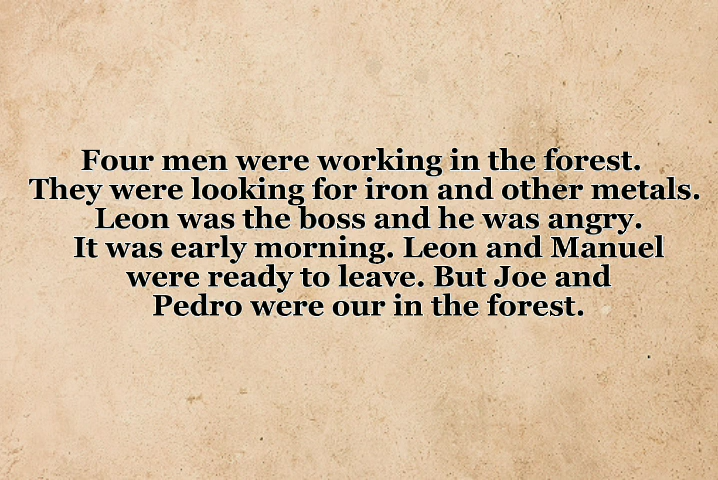 Four men were working in the forest.
They were looking for iron and other metals.
Leon was the boss and he was angry.
It was early morning. Leon and Manuel
were ready to leave. But Joe and
Pedro were our in the forest.